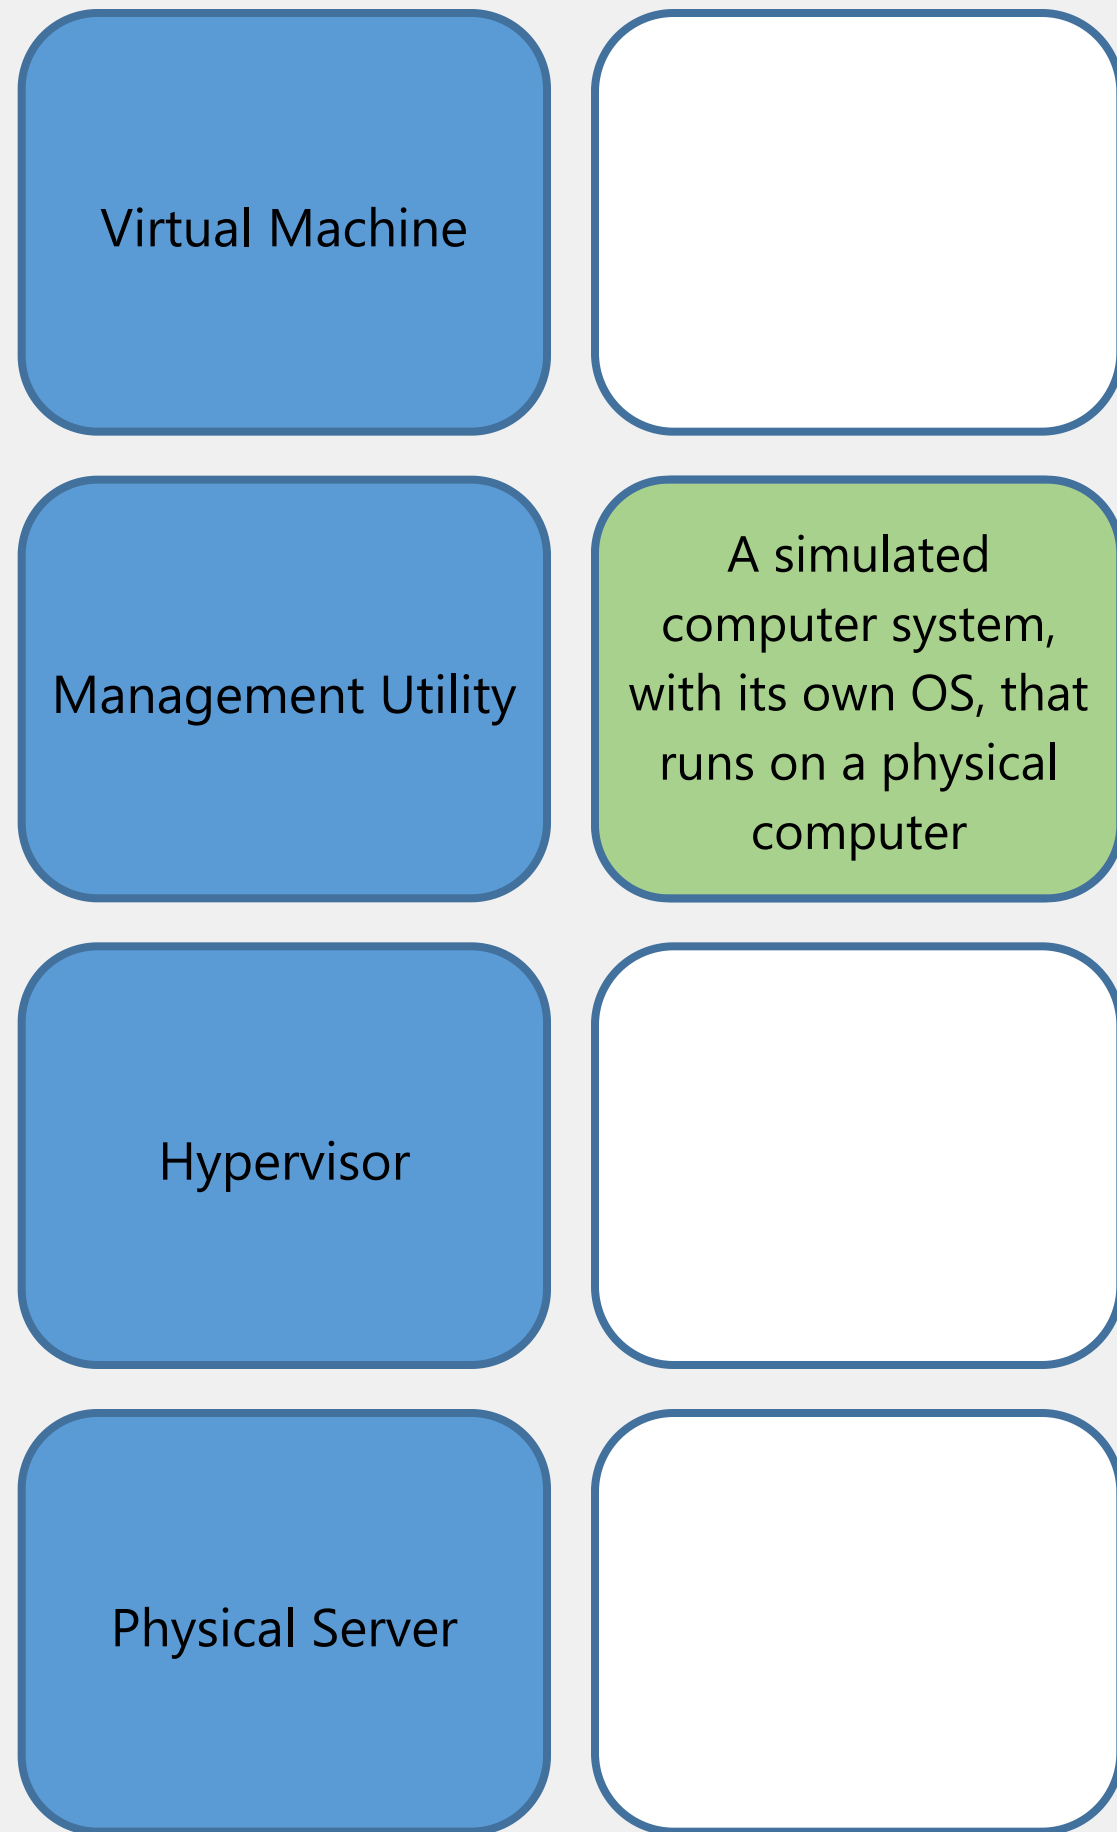 Virtual Machine
Management Utility
A simulated
computer system,
with its own OS, that
runs on a physical
computer
Hypervisor
Physical Server